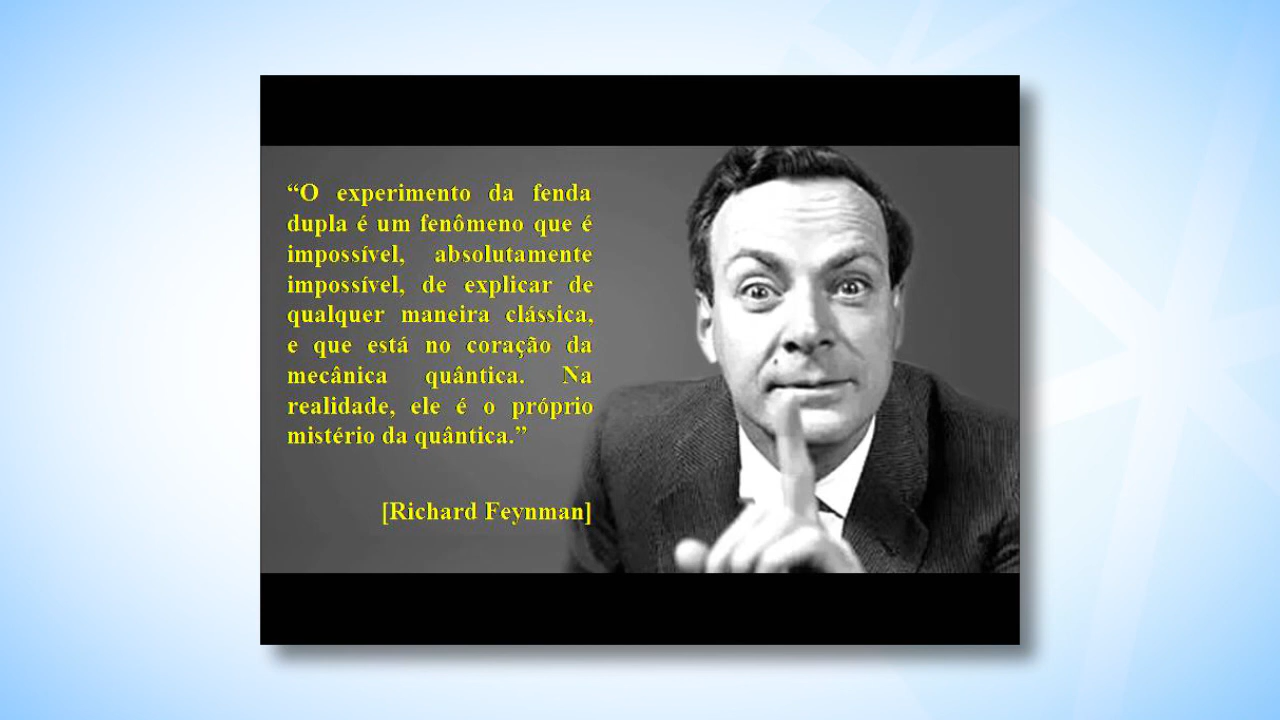 “O experimento da fenda
dupla é um fenômeno que é
impossível, absolutamente
impossível, de explicar de
qualquer maneira clássica,
e que está no coração da
mecânica quântica. Na
realidade, ele é o próprio
mistério da quântica.”
[Richard Feynman]